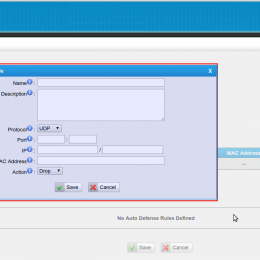 X
Name :
Description :
Protocol : UDP
Port : /
IP : /
AC Address :
Action : Drop
Save Cancel
MAC Address
--
No Auto Defense Rules Defined
Save Cancel